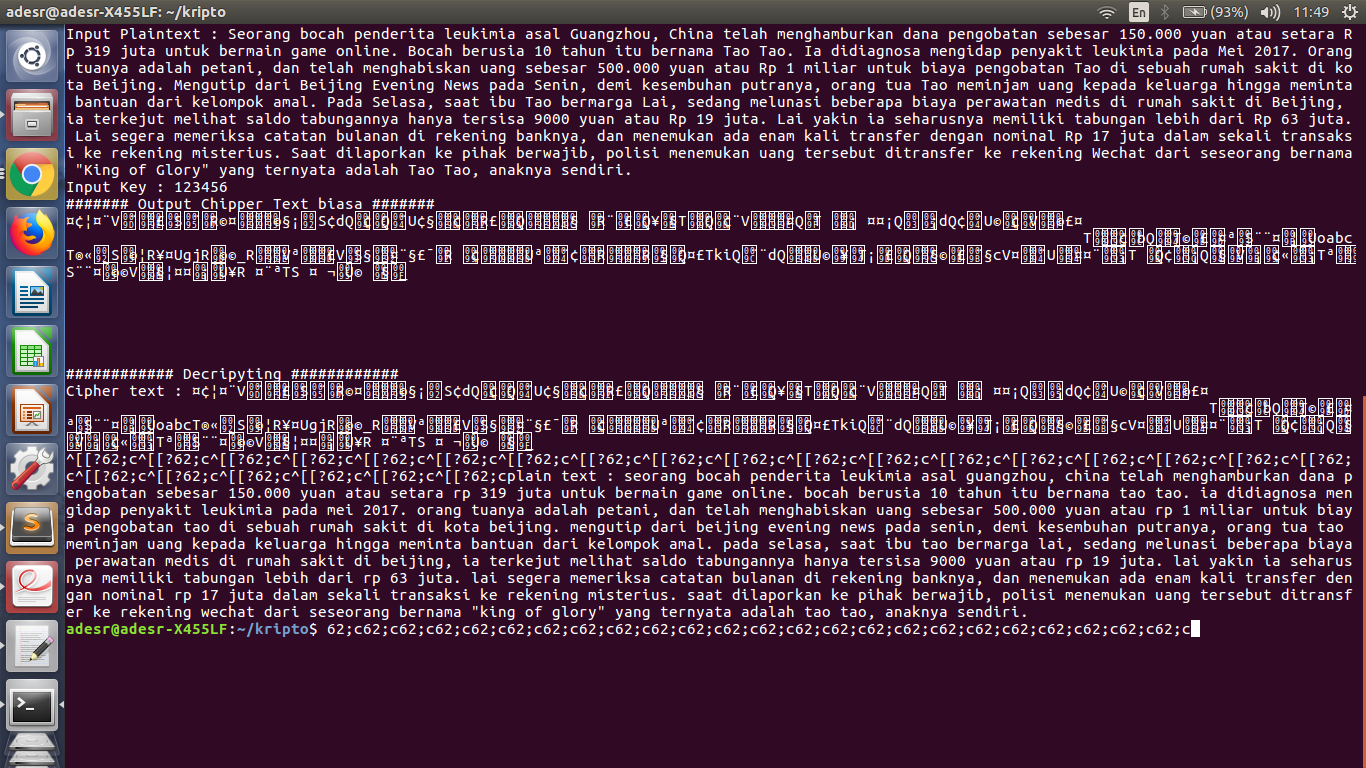 adesr@adesr-X455LF: ~/kripto
En
(93%)
11:49
Input Plaintext : Seorang bocah penderita leukimia asal Guangzhou, China telah menghamburkan dana pengobatan sebesar 150.000 yuan atau setara R
p 319 juta untuk bermain game online. Bocah berusia 10 tahun itu bernama Tao Tao. Ia didiagnosa mengidap penyakit leukimia pada Mei 2017. Orang
 tuanya adalah petani, dan telah menghabiskan uang sebesar 500.000 yuan atau Rp 1 miliar untuk biaya pengobatan Tao di sebuah rumah sakit di ko
ta Beijing. Mengutip dari Beijing Evening News pada Senin, demi kesembuhan putranya, orang tua Tao meminjam uang kepada keluarga hingga meminta
 bantuan dari kelompok amal. Pada Selasa, saat ibu Tao bermarga Lai, sedang melunasi beberapa biaya perawatan medis di rumah sakit di Beijing,
ia terkejut melihat saldo tabungannya hanya tersisa 9000 yuan atau Rp 19 juta. Lai yakin ia seharusnya memiliki tabungan lebih dari Rp 63 juta.
 Lai segera memeriksa catatan bulanan di rekening banknya, dan menemukan ada enam kali transfer dengan nominal Rp 17 juta dalam sekali transaks
i ke rekening misterius. Saat dilaporkan ke pihak berwajib, polisi menemukan uang tersebut ditransfer ke rekening Wechat dari seseorang bernama
 "King of Glory" yang ternyata adalah Tao Tao, anaknya sendiri.
Input Key : 123456
####### Output Chipper Text biasa #######
############ Decripyting ############
Cipher text :
^[[?62;c^[[?62;c^[[?62;c^[[?62;c^[[?62;c^[[?62;c^[[?62;c^[[?62;c^[[?62;c^[[?62;c^[[?62;c^[[?62;c^[[?62;c^[[?62;c^[[?62;c^[[?62;c^[[?62;c^[[?62;
c^[[?62;c^[[?62;c^[[?62;c^[[?62;c^[[?62;cplain text : seorang bocah penderita leukimia asal guangzhou, china telah menghamburkan dana p
engobatan sebesar 150.000 yuan atau setara rp 319 juta untuk bermain game online. bocah berusia 10 tahun itu bernama tao tao. ia didiagnosa men
gidap penyakit leukimia pada mei 2017. orang tuanya adalah petani, dan telah menghabiskan uang sebesar 500.000 yuan atau rp 1 miliar untuk biay
a pengobatan tao di sebuah rumah sakit di kota beijing. mengutip dari beijing evening news pada senin, demi kesembuhan putranya, orang tua tao
meminjam uang kepada keluarga hingga meminta bantuan dari kelompok amal. pada selasa, saat ibu tao bermarga lai, sedang melunasi beberapa biaya
 perawatan medis di rumah sakit di beijing, ia terkejut melihat saldo tabungannya hanya tersisa 9000 yuan atau rp 19 juta. lai yakin ia seharus
nya memiliki tabungan lebih dari rp 63 juta. lai segera memeriksa catatan bulanan di rekening banknya, dan menemukan ada enam kali transfer den
gan nominal rp 17 juta dalam sekali transaksi ke rekening misterius. saat dilaporkan ke pihak berwajib, polisi menemukan uang tersebut ditransf
er ke rekening wechat dari seseorang bernama "king of glory" yang ternyata adalah tao tao, anaknya sendiri.
adesr@adesr-X455LF:~/kripto$ 62;c62;c62;c62;c62;c62;c62;c62;c62;c62;c62;c62;c62;c62;c62;c62;c62;c62;c62;c62;c62;c62;c62;c62;c